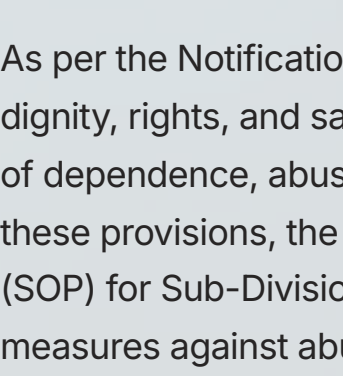 As per the Notificatio
dignity, rights, and sa
of dependence, abus
these provisions, the
(SOP) for Sub-Divisio
measures against abu